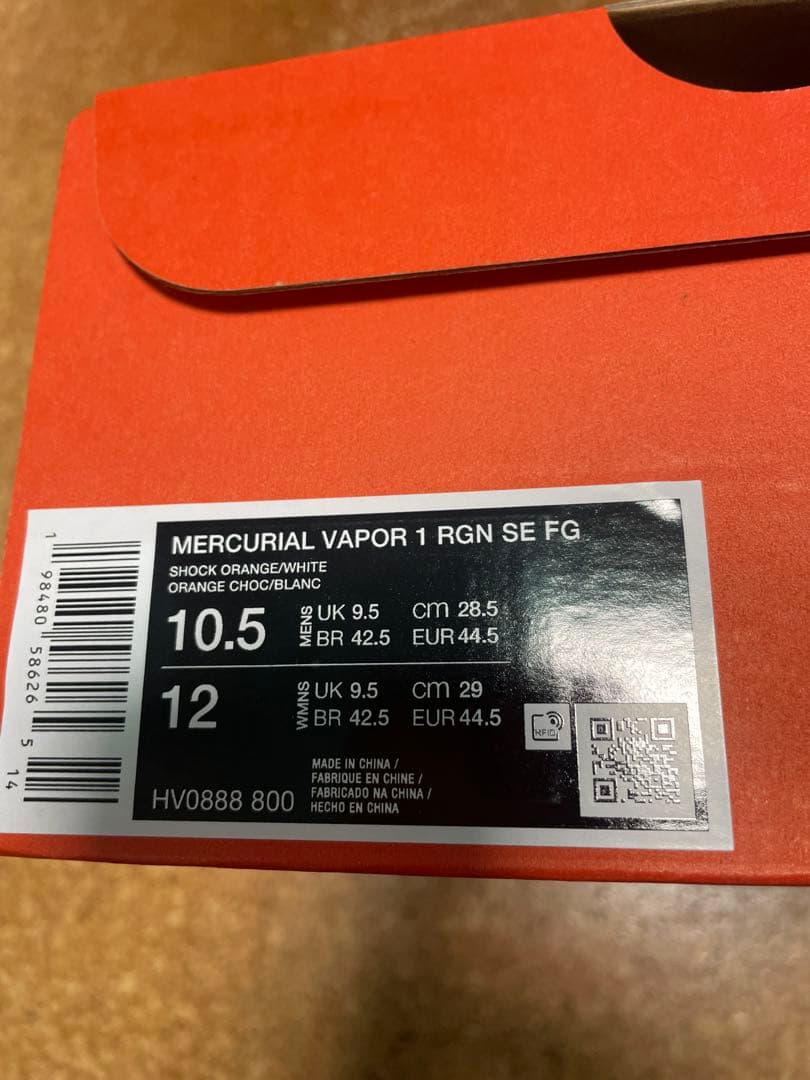 MERCURIAL VAPOR 1 RGN SE FG
SHOCK ORANGE/WHITE
ORANGE CHOC/BLANC
10.5 MENS UK 9.5 cm 28.5
BR 42.5 EUR 44.5
12 WMNS UK 9.5 cm 29
BR 42.5 EUR 44.5
RFID
HV0888 800
MADE IN CHINA /
FABRIQUE EN CHINE /
FABRICADO NA CHINA /
HECHO EN CHINA
1 98480 58626 5 14